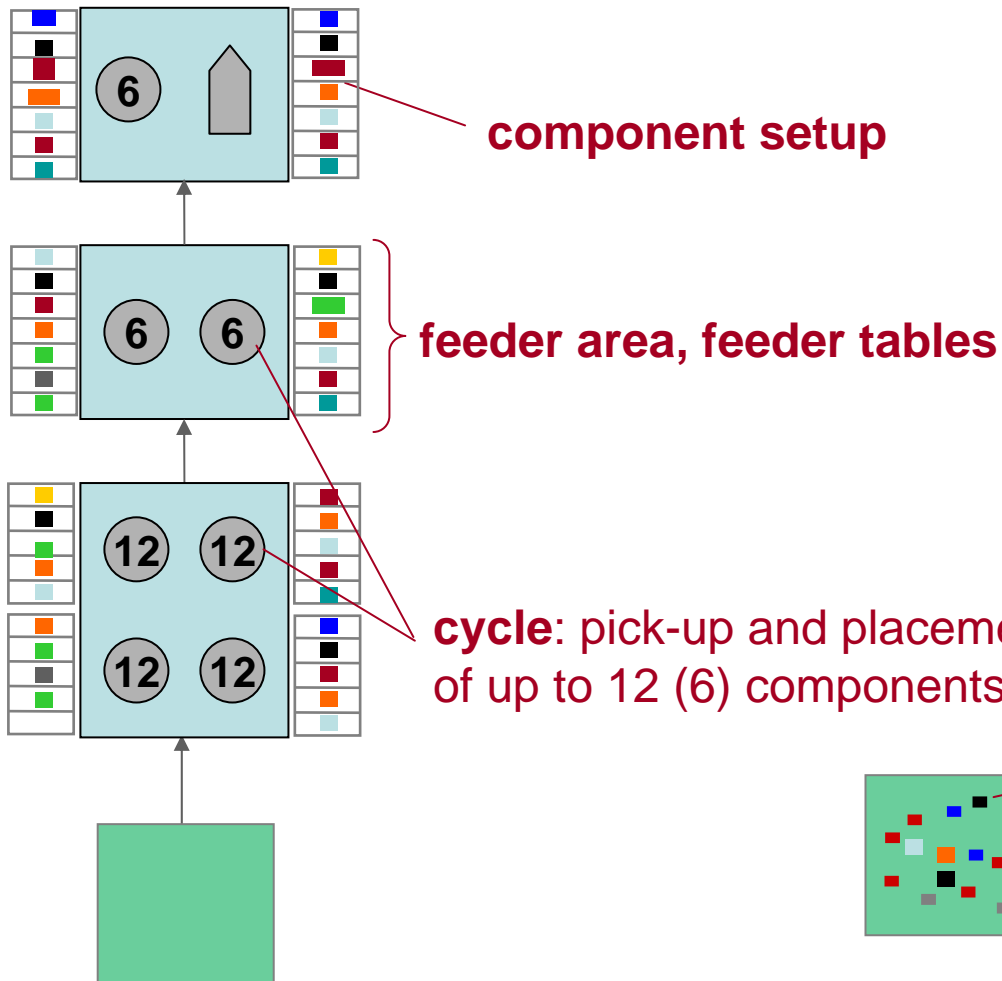 6
component setup
6 6
feeder area, feeder tables
12 12
cycle: pick-up and
12 12
of up to 12 (6) components